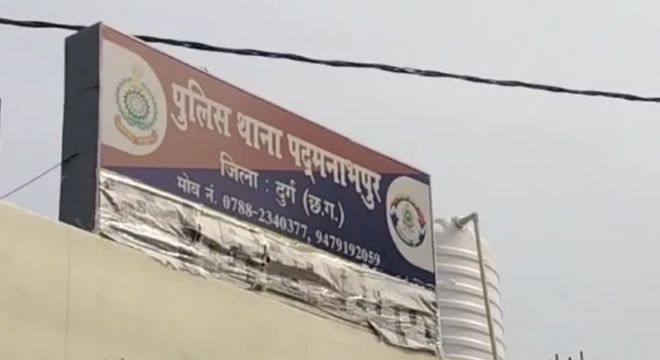 पुलिस थाना पद्मनाभपुर
जिला : दुर्ग (छ.ग.)
मोब नं. 0788-2340377, 9479192059